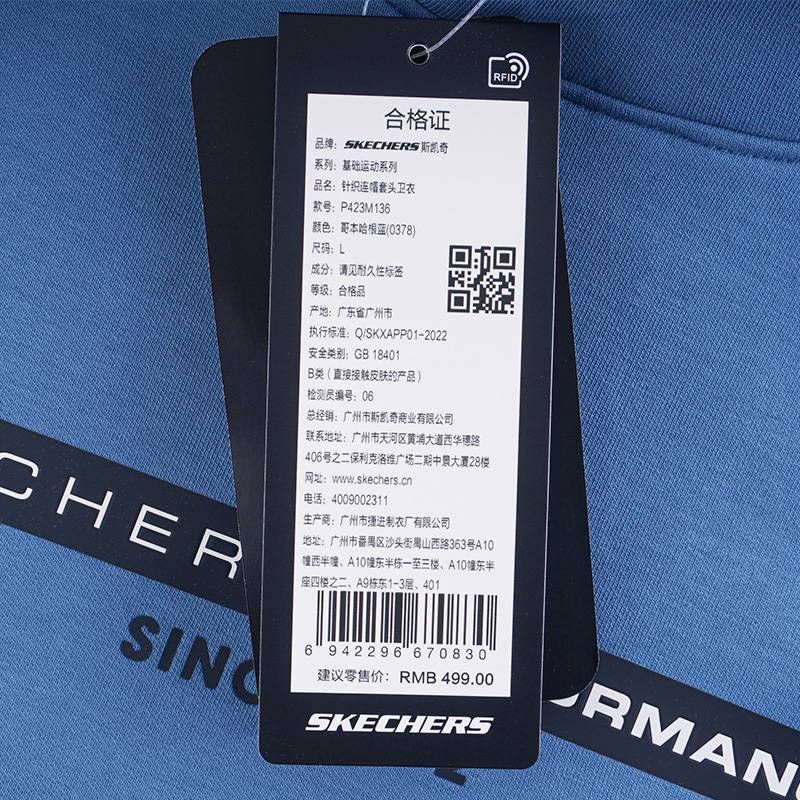 RFID
合格证
品牌：SKECHERS 斯凯奇
系列：基础运动系列
品名：针织连帽套头卫衣
款号：P423M136
颜色：哥本哈根蓝(0378)
尺码：L
成分：请见耐久性标签
等级：合格品
产地：广东省广州市
执行标准：Q/SKXAPP01-2022
安全类别：GB 18401
B类（直接接触皮肤的产品）
检测员编号：06
总经销：广州市斯凯奇商业有限公司
联系地址：广州市天河区黄埔大道西华穗路
406号之二保利克洛维广场二期中景大厦28楼
网址：www.skechers.cn
电话：4009002311
生产商：广州市捷进制衣厂有限公司
地址：广州市番禺区沙头街禺山西路363号A10
幢西半幢、A10幢东半栋一至三楼、A10幢东半
座四楼之二、A9栋东1-3层、401
6 942296 670830
建议零售价：RMB 499.00
SKECHERS
CHER
SINC
ORMANC